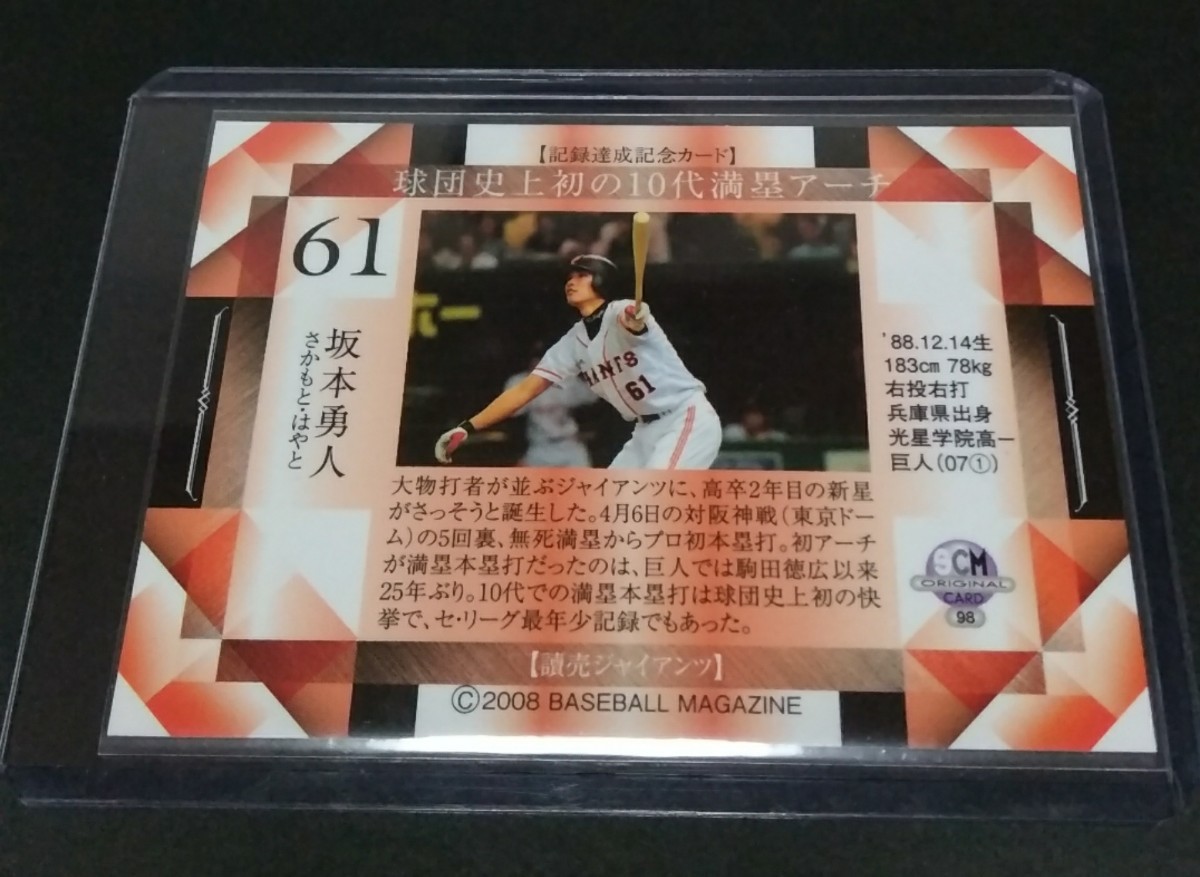 【記録達成記念カード】
球団史上初の10代満塁アーチ
61
坂本勇人
さかもと・はやと
GIANTS
61
'88.12.14生
183cm 78kg
右投右打
兵庫県出身
光星学院高―
巨人(07①)
大物打者が並ぶジャイアンツに、高卒2年目の新星
がさっそうと誕生した。4月6日の対阪神戦(東京ドー
ム)の5回裏、無死満塁からプロ初本塁打。初アーチ
が満塁本塁打だったのは、巨人では駒田徳広以来
25年ぶり。10代での満塁本塁打は球団史上初の快
挙で、セ・リーグ最年少記録でもあった。
SCM
ORIGINAL
CARD
98
【讀売ジャイアンツ】
©2008 BASEBALL MAGAZINE